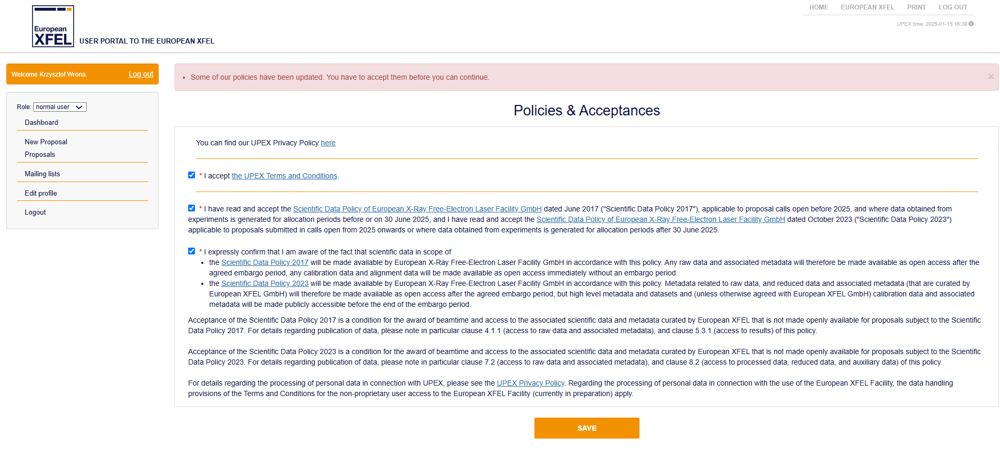 HOME EUROPEAN XFEL PRINT LOG OUT
UPEX time: 2025-01-15 16:38
European
XFEL
USER PORTAL TO THE EUROPEAN XFEL
Welcome Krzysztof Wrona. Log out
Role: normal user
Dashboard
New Proposal
Proposals
Mailing lists
Edit profile
Logout
• Some of our policies have been updated. You have to accept them before you can continue. ×
Policies & Acceptances
You can find our UPEX Privacy Policy here
* I accept the UPEX Terms and Conditions.
* I have read and accept the Scientific Data Policy of European X-Ray Free-Electron Laser Facility GmbH dated June 2017 ("Scientific Data Policy 2017"), applicable to proposal calls open before 2025, and where data obtained from
experiments is generated for allocation periods before or on 30 June 2025, and I have read and accept the Scientific Data Policy of European X-Ray Free-Electron Laser Facility GmbH dated October 2023 ("Scientific Data Policy 2023")
applicable to proposals submitted in calls open from 2025 onwards or where data obtained from experiments is generated for allocation periods after 30 June 2025.
* I expressly confirm that I am aware of the fact that scientific data in scope of
• the Scientific Data Policy 2017 will be made available by European X-Ray Free-Electron Laser Facility GmbH in accordance with this policy. Any raw data and associated metadata will therefore be made available as open access after the
agreed embargo period, any calibration data and alignment data will be made available as open access immediately without an embargo period.
• the Scientific Data Policy 2023 will be made available by European X-Ray Free-Electron Laser Facility GmbH in accordance with this policy. Metadata related to raw data, and reduced data and associated metadata (that are curated by
European XFEL GmbH) will therefore be made available as open access after the agreed embargo period, but high level metadata and datasets and (unless otherwise agreed with European XFEL GmbH) calibration data and associated
metadata will be made publicly accessible before the end of the embargo period.
Acceptance of the Scientific Data Policy 2017 is a condition for the award of beamtime and access to the associated scientific data and metadata curated by European XFEL that is not made openly available for proposals subject to the Scientific
Data Policy 2017. For details regarding publication of data, please note in particular clause 4.1.1 (access to raw data and associated metadata), and clause 5.3.1 (access to results) of this policy.
Acceptance of the Scientific Data Policy 2023 is a condition for the award of beamtime and access to the associated scientific data and metadata curated by European XFEL that is not made openly available for proposals subject to the Scientific
Data Policy 2023. For details regarding publication of data, please note in particular clause 7.2 (access to raw data and associated metadata), and clause 8.2 (access to processed data, reduced data, and auxiliary data) of this policy.
For details regarding the processing of personal data in connection with UPEX, please see the UPEX Privacy Policy. Regarding the processing of personal data in connection with the use of the European XFEL Facility, the data handling
provisions of the Terms and Conditions for the non-proprietary user access to the European XFEL Facility (currently in preparation) apply.
SAVE